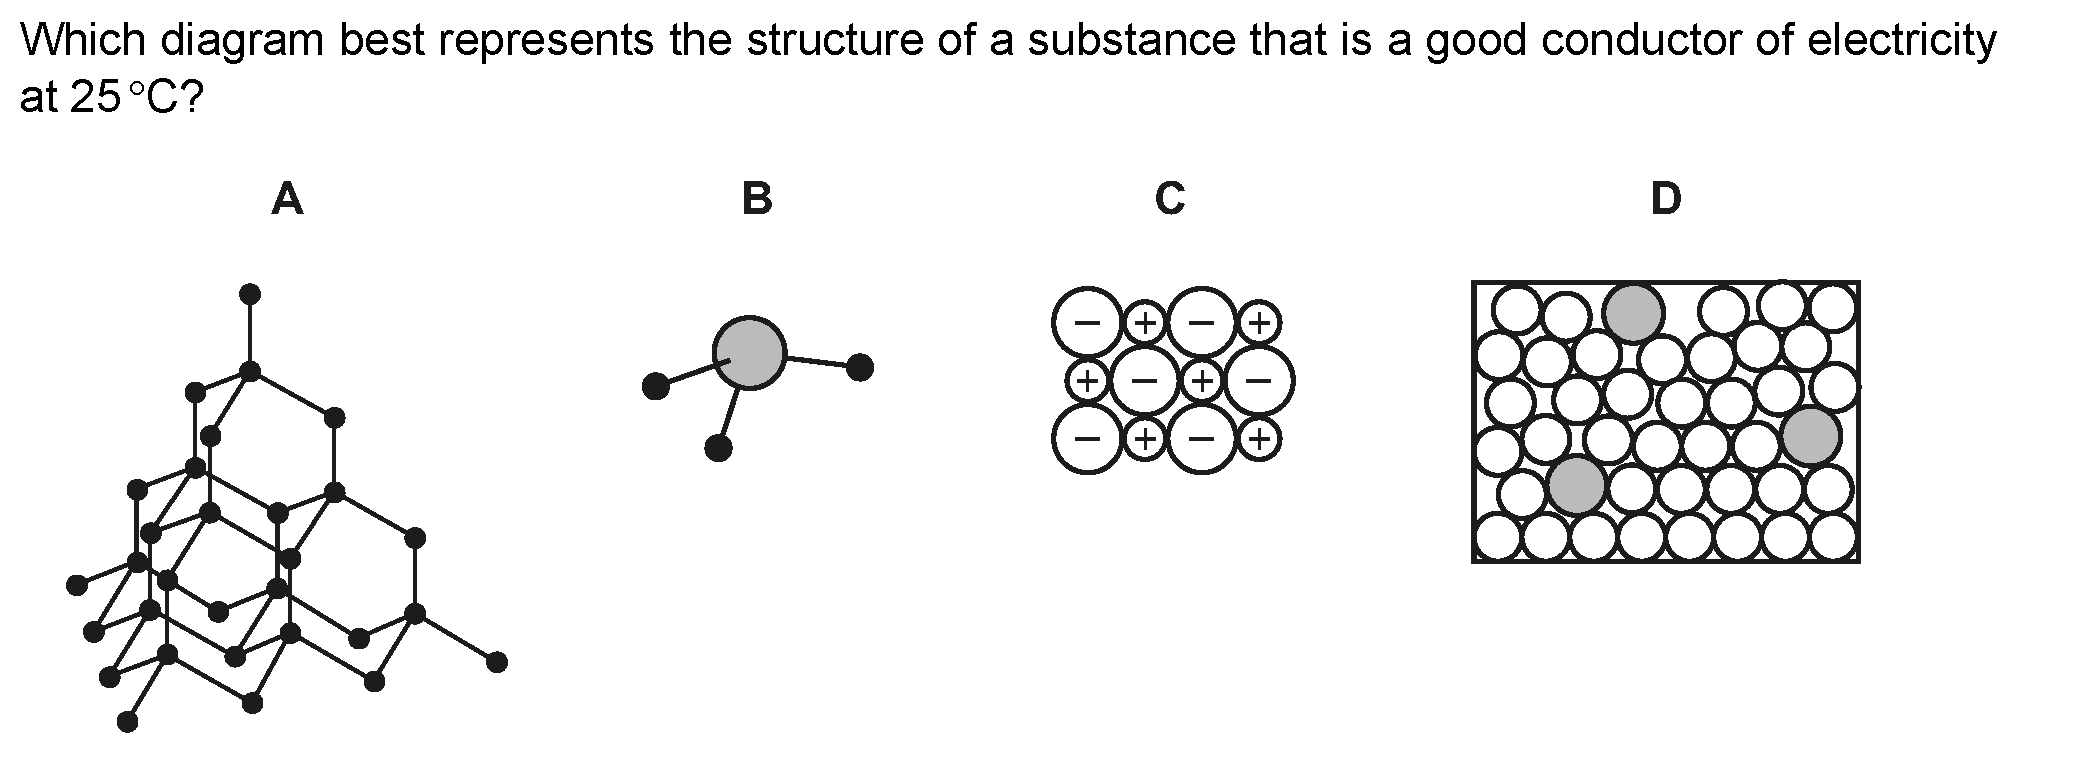 Which diagram best represents the structure of a substance that is a good conductor of electricity
at 25 °C?
A B C D
− + − +
+ − + −
− + − +